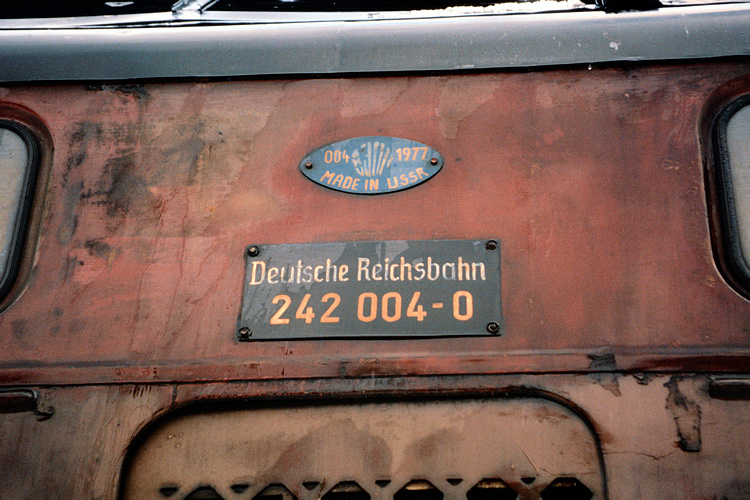 004 1977
MADE IN USSR
Deutsche Reichsbahn
242 004-0